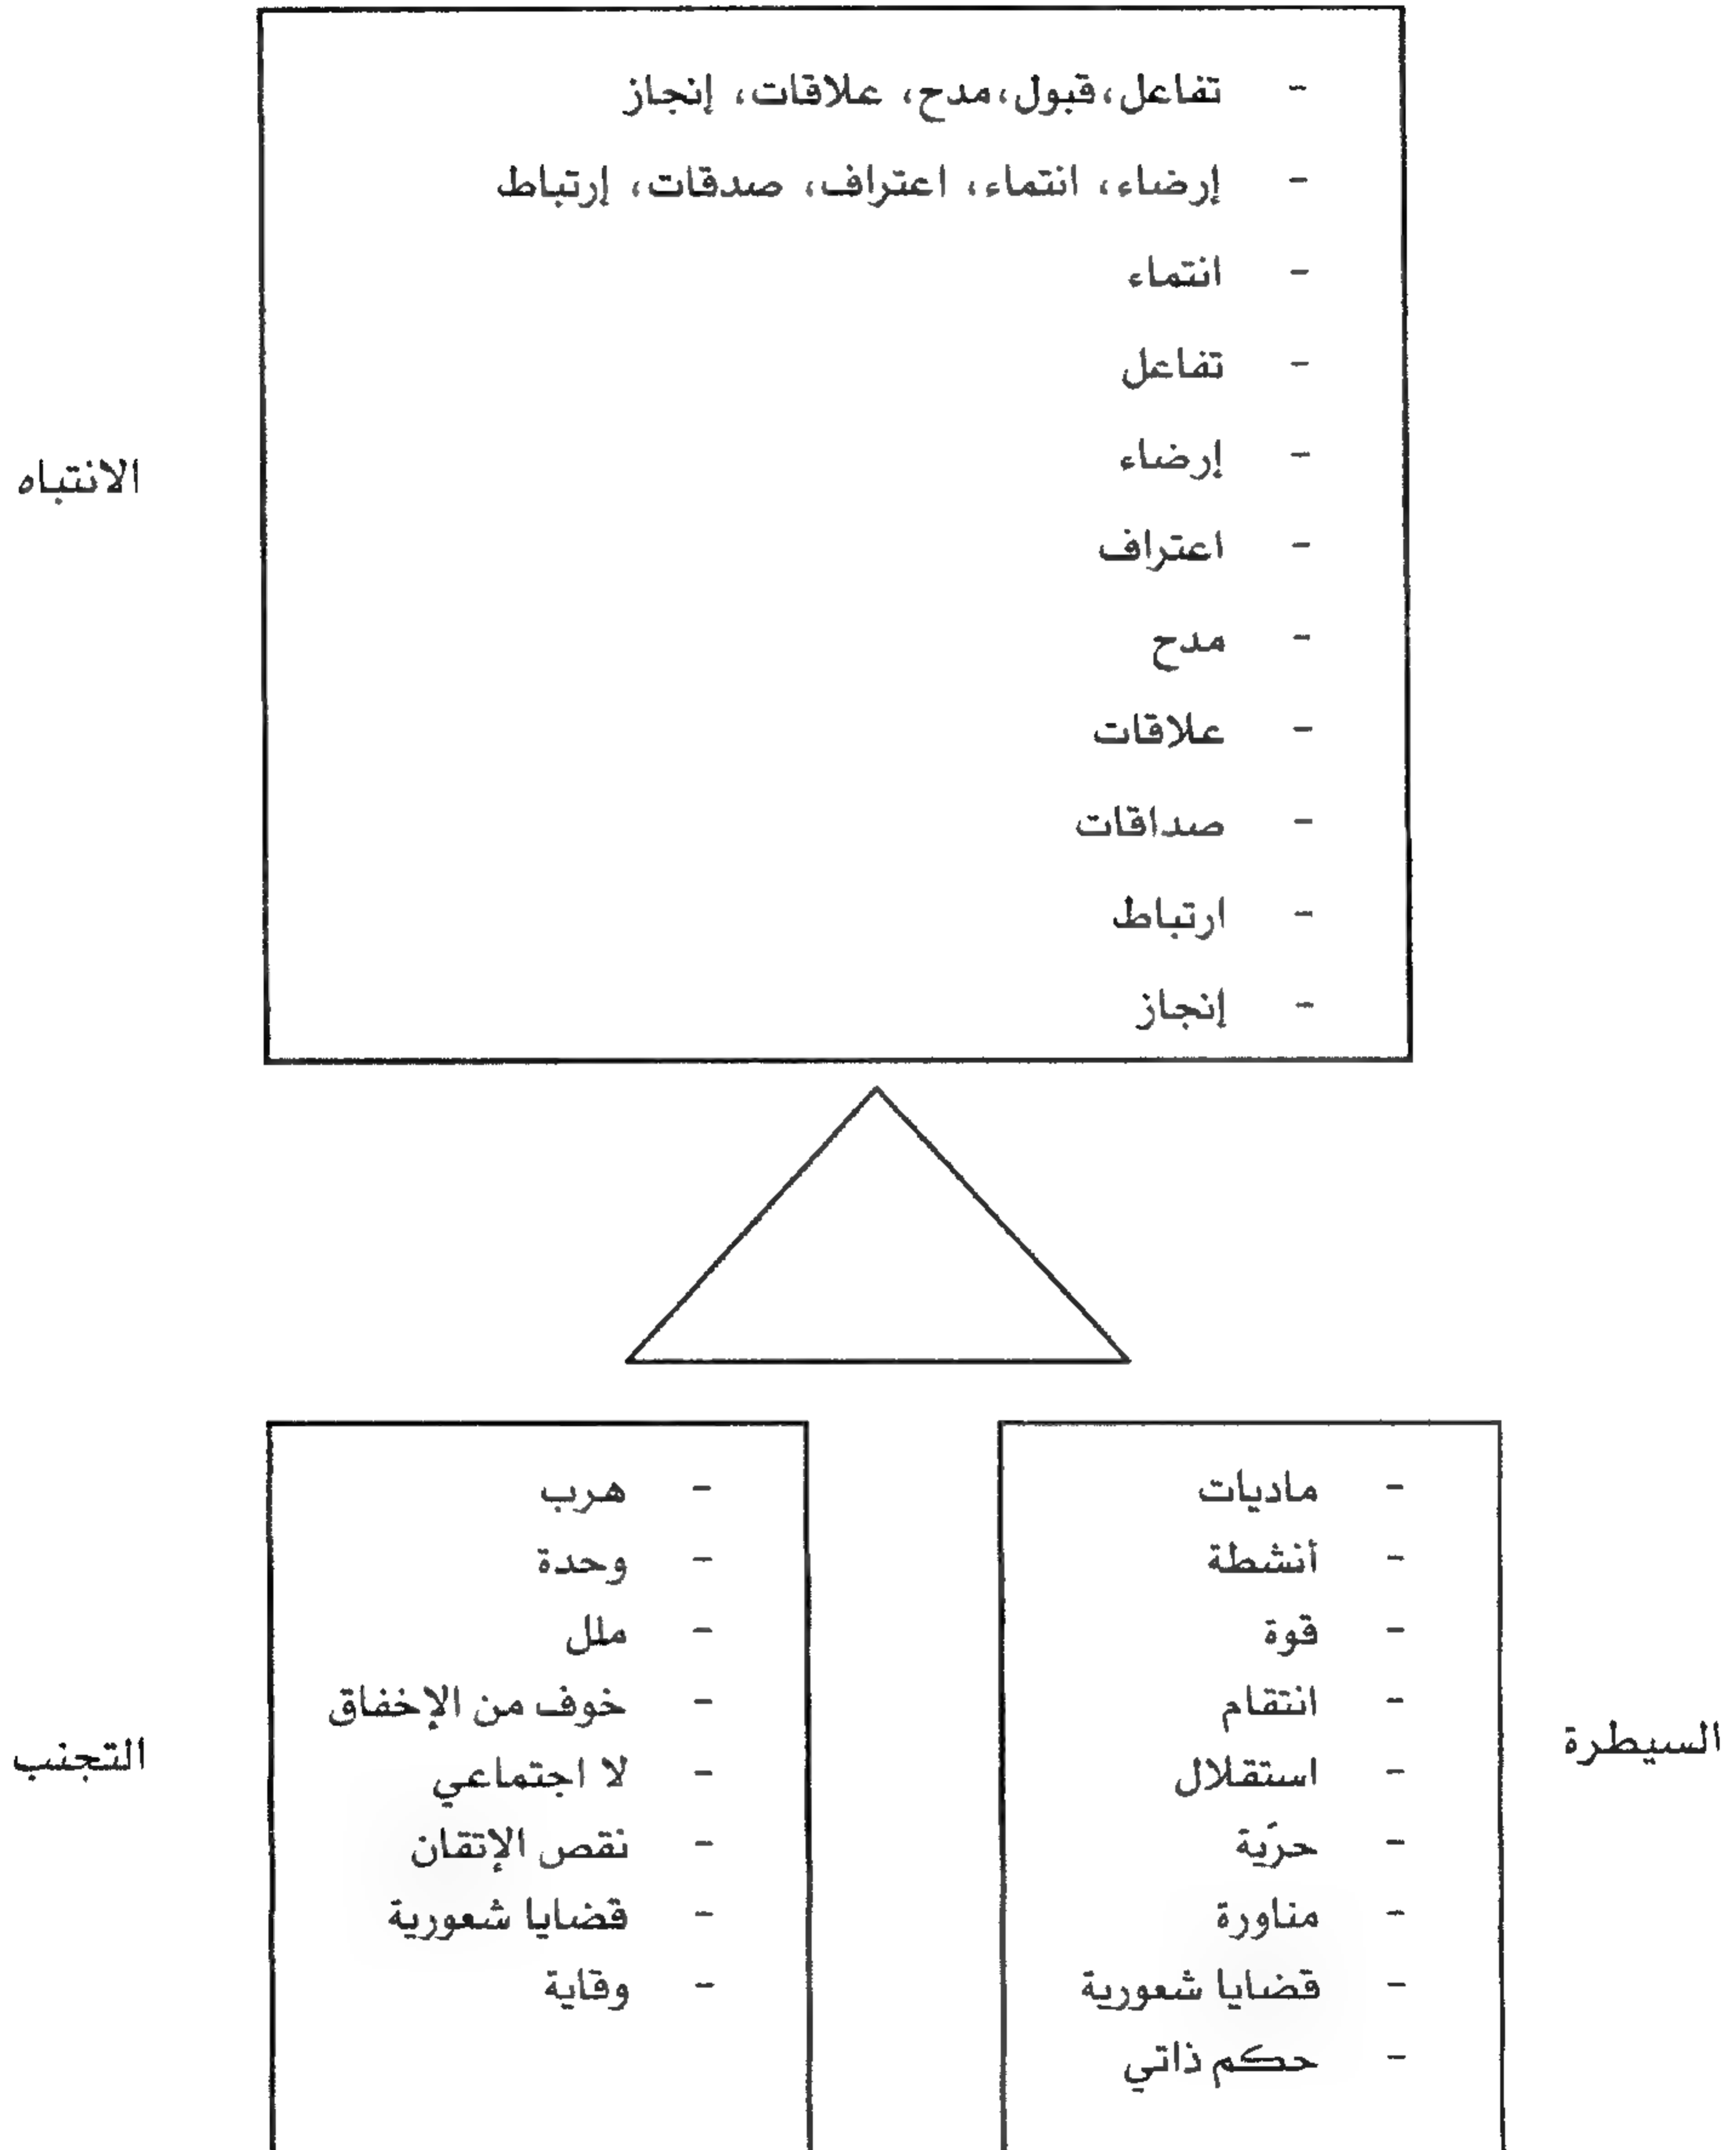 - تفاعل، قبول، مدح، علاقات، إنجاز
- إرضاء، انتماء، اعتراف، صدقات، إرتباط
- انتماء
- تفاعل
- إرضاء
- اعتراف
- مدح
- علاقات
- صداقات
- ارتباط
- إنجاز
الانتباه
السيطرة
- ماديات
- أنشطة
- قوة
- انتقام
- استقلال
- حرَية
- مناورة
- قضايا شعورية
- حكم ذاتي
- هرب
- وحدة
- ملل
- خوف من الإخفاق
- لا اجتماعي
- نقص الإتقان
- قضايا شعورية
- وقاية
التجنب